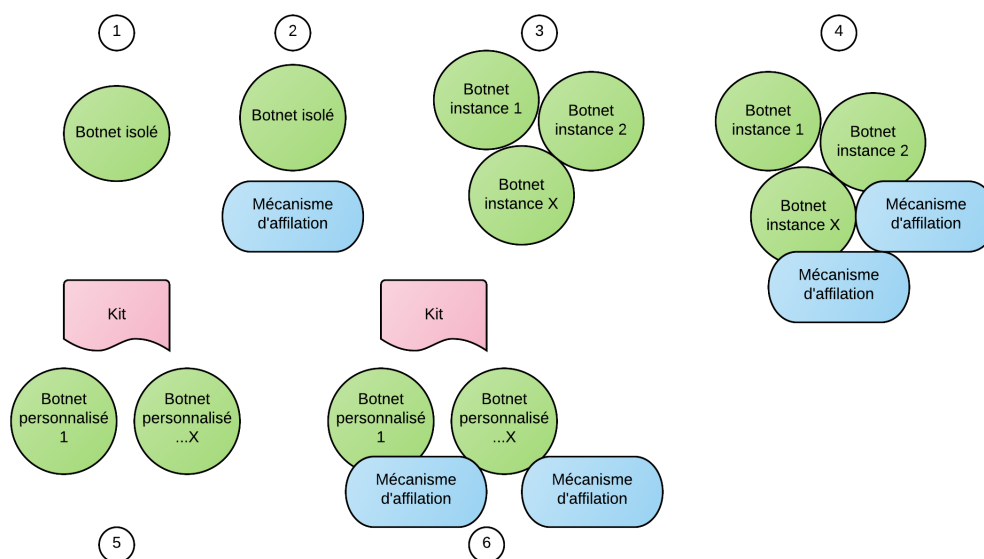 1
2
3
4
Botnet isolé
Botnet isolé
Mécanisme
d'affilation
Botnet
instance 1
Botnet
instance 2
Botnet
instance X
Botnet
instance 1
Botnet
instance 2
Botnet
instance X
Mécanisme
d'affilation
Mécanisme
d'affilation
Kit
Botnet
personnalisé
1
Botnet
personnalisé
...X
Kit
Botnet
personnalisé
1
Botnet
personnalisé
...X
Mécanisme
d'affilation
Mécanisme
d'affilation
5
6